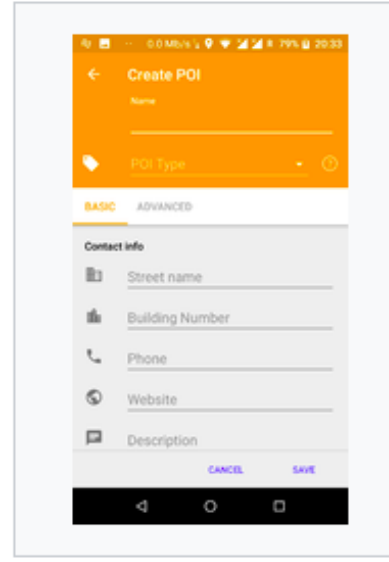 0.0 Mb/s 79% 20:33
Create POI
Name
POI Type
BASIC ADVANCED
Contact info
Street name
Building Number
Phone
Website
Description
CANCEL SAVE